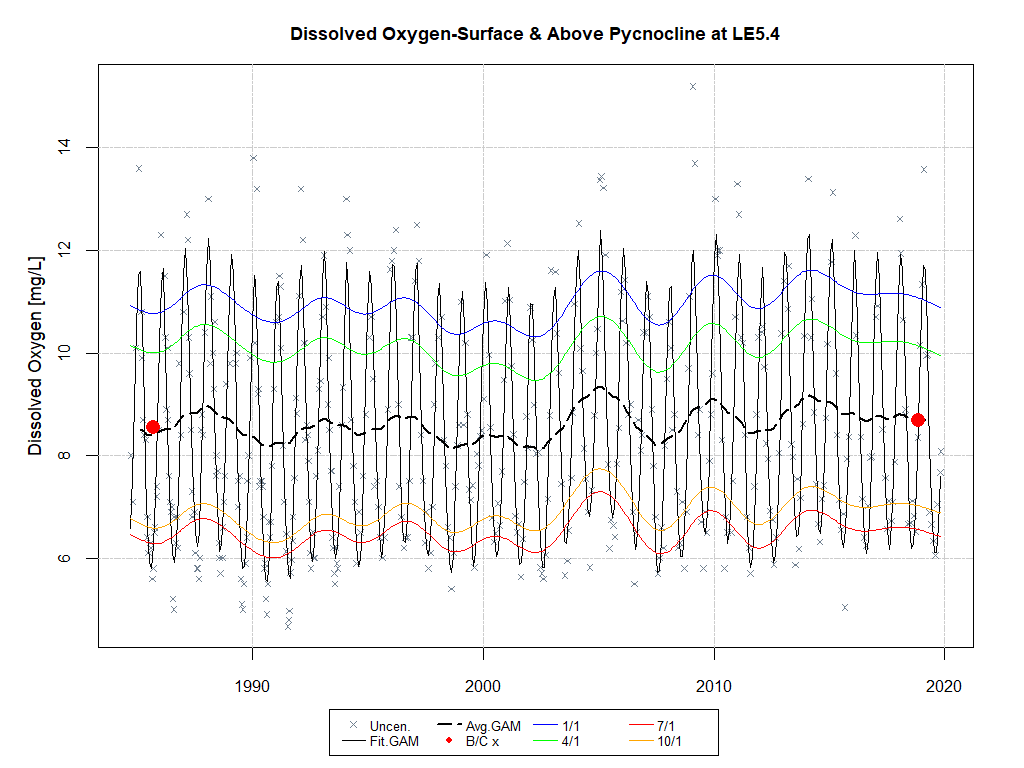 Dissolved Oxygen-Surface & Above Pycnocline at LE5.4
Dissolved Oxygen [mg/L]
14
12
10
8
6
1990 2000 2010 2020
Uncen. Avg.GAM 1/1 7/1
Fit.GAM B/C x 4/1 10/1